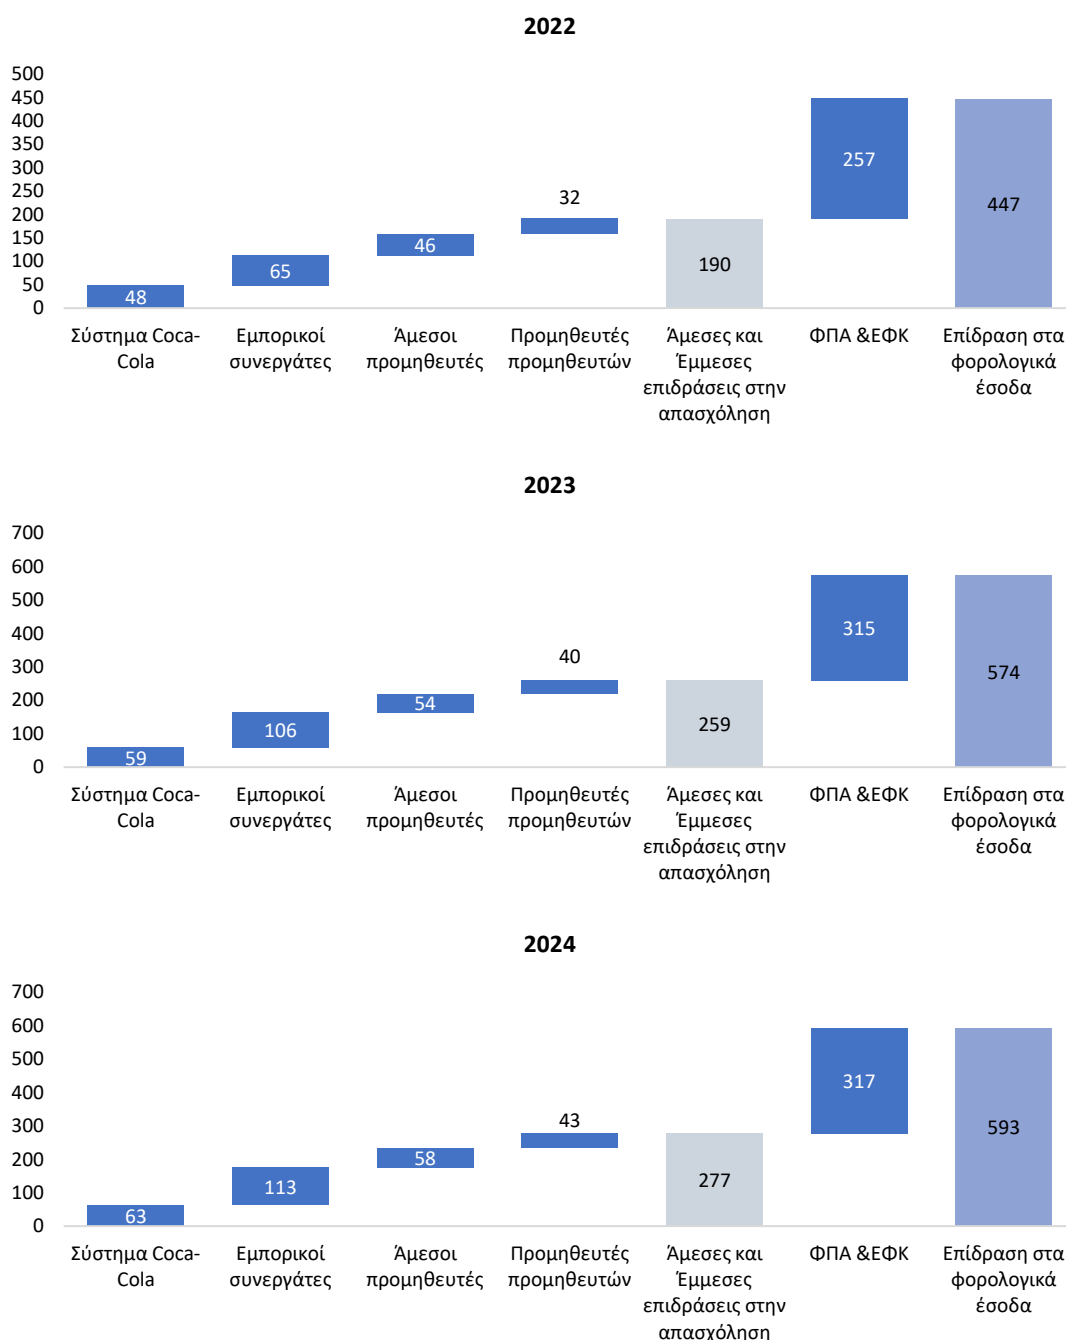 2022
500
450
400
350
300
250
200
150
100
50
0
48
65
46
32
190
257
447
Σύστημα Coca-
Cola
Εμπορικοί
συνεργάτες
Άμεσοι
προμηθευτές
Προμηθευτές
προμηθευτών
Άμεσες και
Έμμεσες
επιδράσεις στην
απασχόληση
ΦΠΑ &ΕΦΚ
Επίδραση στα
φορολογικά
έσοδα
2023
700
600
500
400
300
200
100
0
59
106
54
40
259
315
574
Σύστημα Coca-
Cola
Εμπορικοί
συνεργάτες
Άμεσοι
προμηθευτές
Προμηθευτές
προμηθευτών
Άμεσες και
Έμμεσες
επιδράσεις στην
απασχόληση
ΦΠΑ &ΕΦΚ
Επίδραση στα
φορολογικά
έσοδα
2024
700
600
500
400
300
200
100
0
63
113
58
43
277
317
593
Σύστημα Coca-
Cola
Εμπορικοί
συνεργάτες
Άμεσοι
προμηθευτές
Προμηθευτές
προμηθευτών
Άμεσες και
Έμμεσες
επιδράσεις στην
απασχόληση
ΦΠΑ &ΕΦΚ
Επίδραση στα
φορολογικά
έσοδα